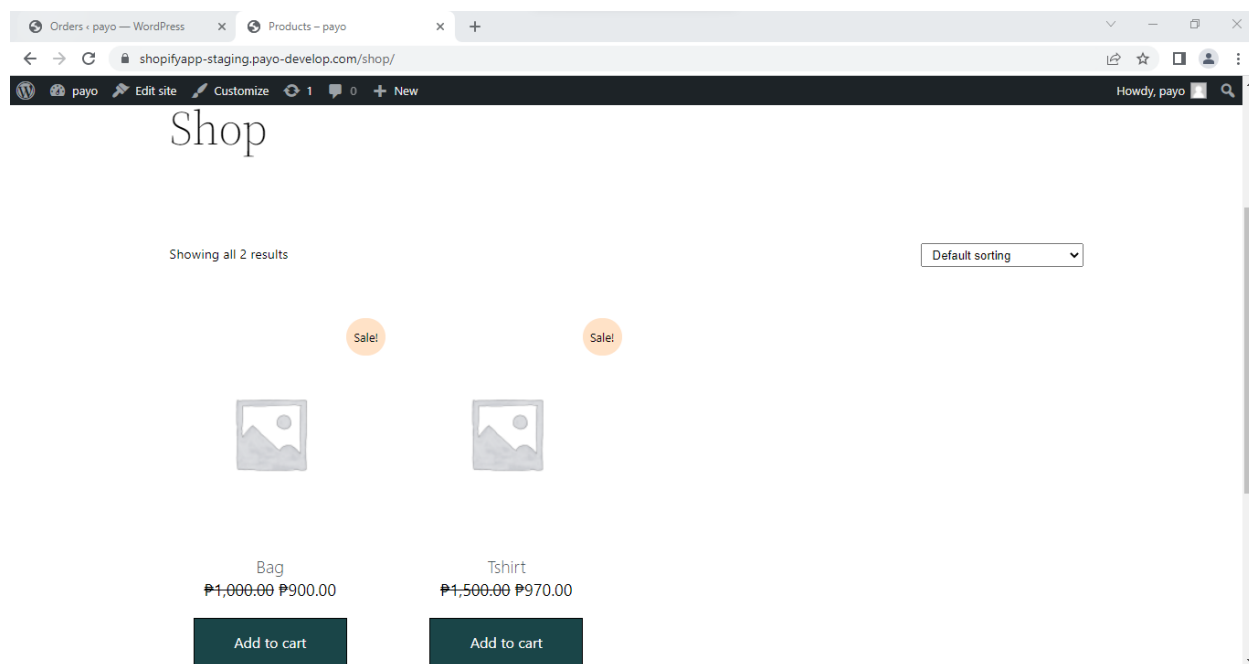 Orders ‹ payo — WordPress
Products – payo
shopifyapp-staging.payo-develop.com/shop/
payo Edit site Customize 1 0 New Howdy, payo
Shop
Showing all 2 results Default sorting
Sale! Sale!
Bag Tshirt
₱1,000.00 ₱900.00 ₱1,500.00 ₱970.00
Add to cart Add to cart